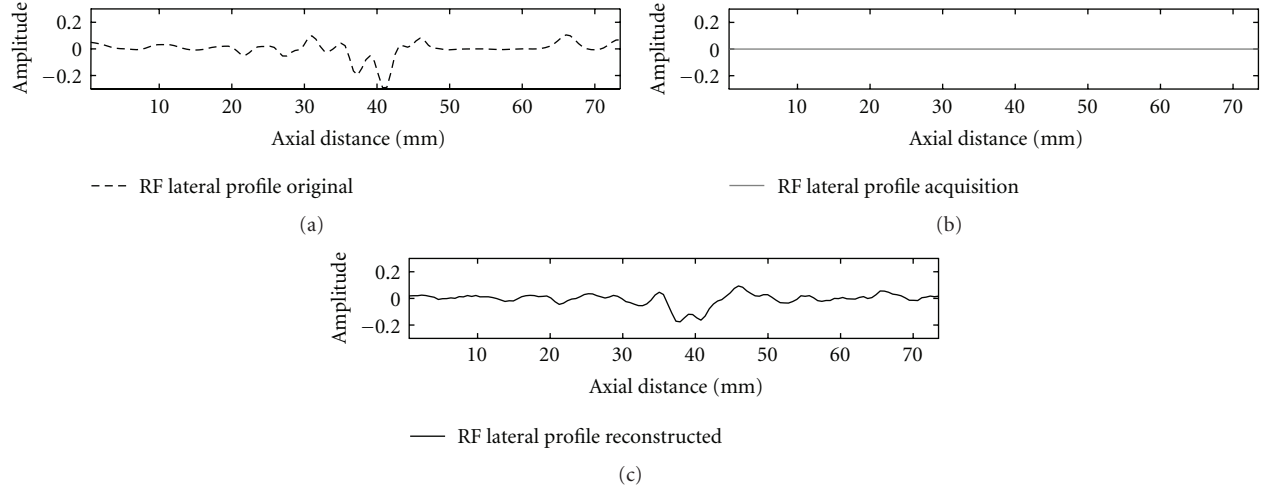 Amplitude
0.2
0
−0.2
10 20 30 40 50 60 70
Axial distance (mm)
RF lateral profile original
(a)
Amplitude
0.2
0
−0.2
10 20 30 40 50 60 70
Axial distance (mm)
RF lateral profile acquisition
(b)
Amplitude
0.2
0
−0.2
10 20 30 40 50 60 70
Axial distance (mm)
RF lateral profile reconstructed
(c)